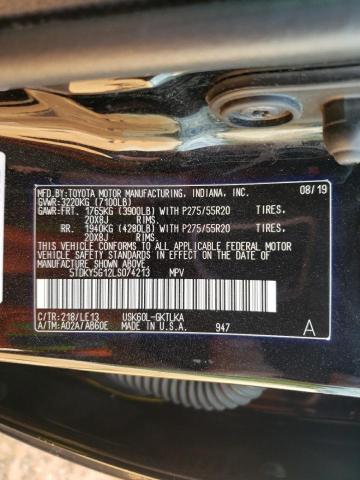 MFD.BY:TOYOTA MOTOR MANUFACTURING, INDIANA, INC. 08/19
GVWR:3220KG (7100LB)
GAWR:FRT. 1765KG (3900LB) WITH P275/55R20 TIRES,
20X8J RIMS.
RR. 1940KG (4280LB) WITH P275/55R20 TIRES,
20X8J RIMS.
THIS VEHICLE CONFORMS TO ALL APPLICABLE FEDERAL MOTOR
VEHICLE SAFETY STANDARDS IN EFFECT ON THE DATE OF
MANUFACTURE SHOWN ABOVE.
5TDKY5G12LS074213 MPV
C/TR:218/LE13 USK60L-GKTLKA
A/TM:A02A/AB60E MADE IN U.S.A. 947 A